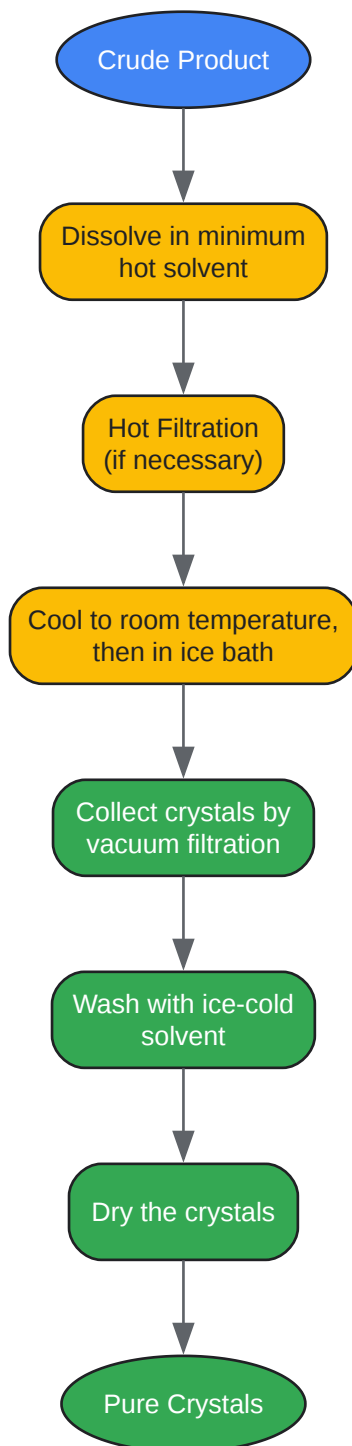 Crude Product
Dissolve in minimum
hot solvent
Hot Filtration
(if necessary)
Cool to room temperature,
then in ice bath
Collect crystals by
vacuum filtration
Wash with ice-cold
solvent
Dry the crystals
Pure Crystals